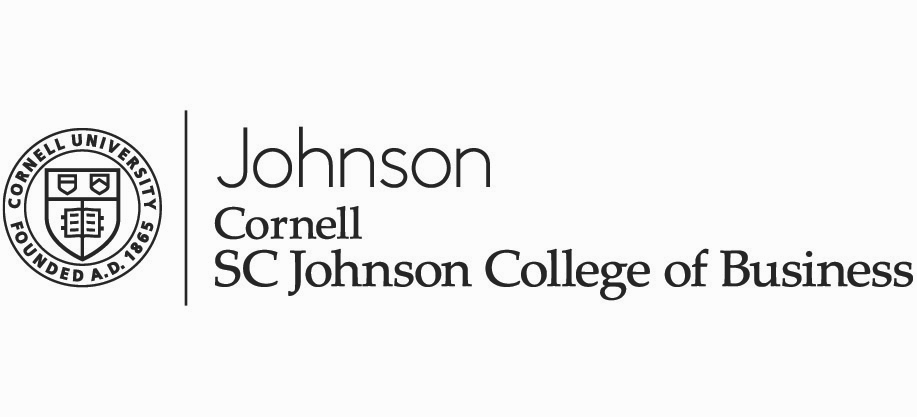 CORNELL UNIVERSITY
FOUNDED A.D. 1865
Johnson
Cornell
SC Johnson College of Business